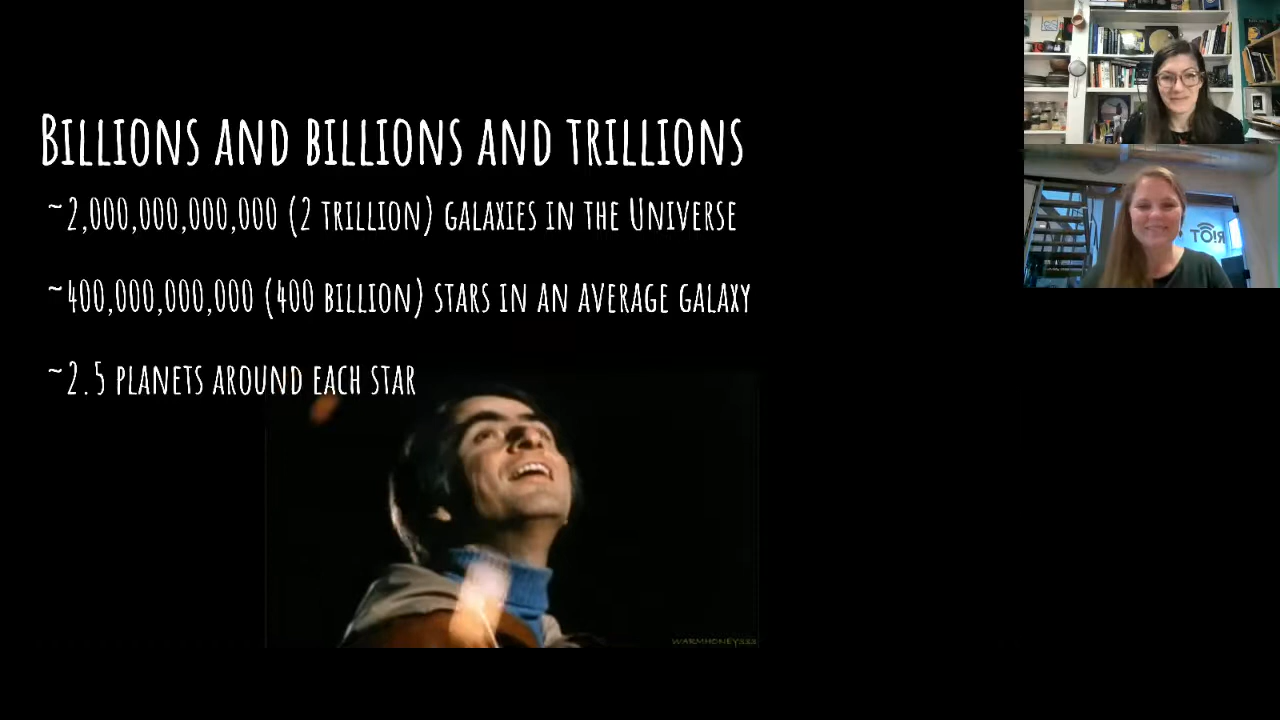 Billions and billions and trillions
~2,000,000,000,000 (2 trillion) galaxies in the Universe
~400,000,000,000 (400 billion) stars in an average galaxy
~2.5 planets around each star
RIOT